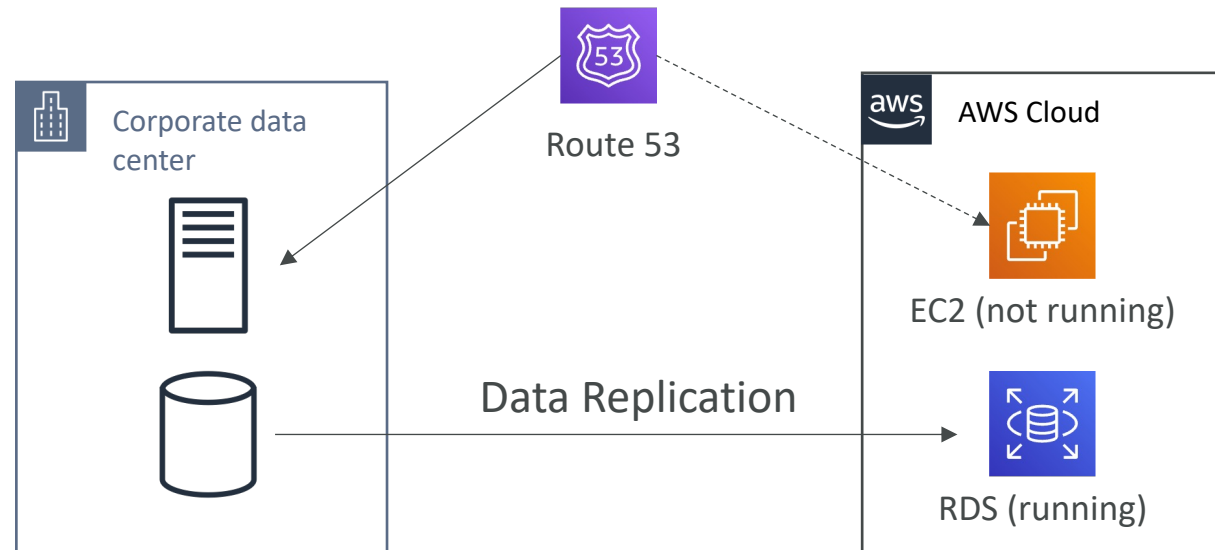 53
Route 53
Corporate data
center
aws
AWS Cloud
EC2 (not running)
Data Replication
RDS (running)